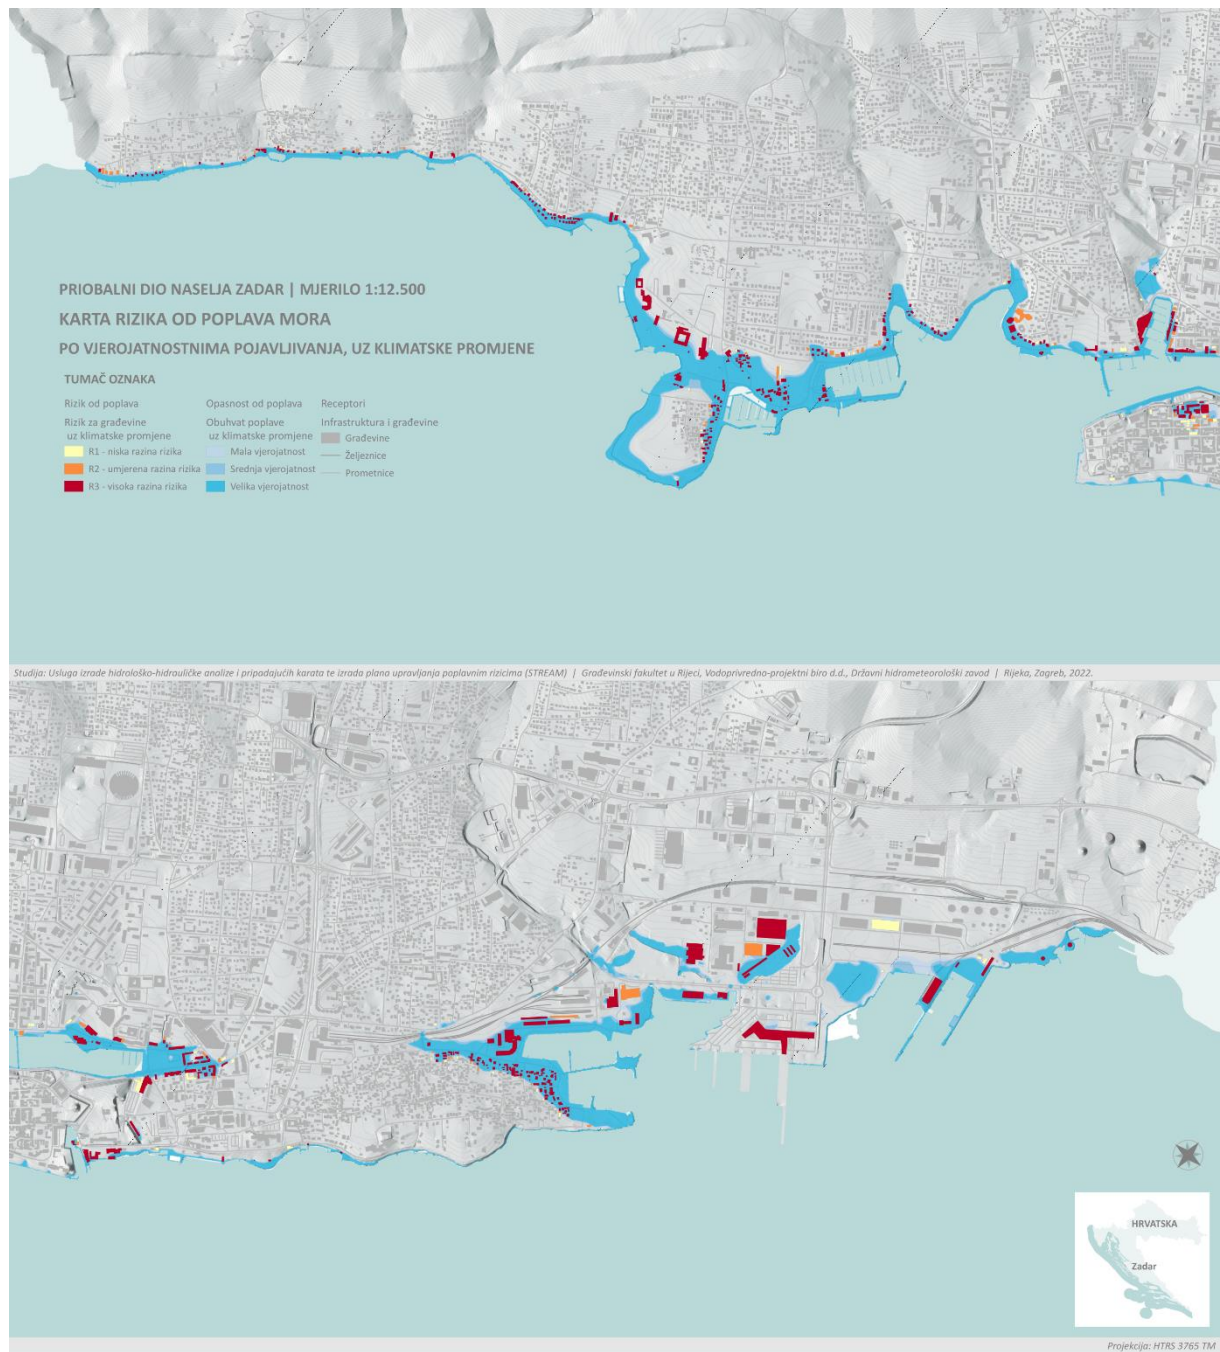 PRIOBALNI DIO NASELJA ZADAR | MJERILO 1:12.500
KARTA RIZIKA OD POPLAVA MORA
PO VJEROJATNOSTNIMA POJAVLJIVANJA, UZ KLIMATSKE PROMJENE
TUMAČ OZNAKA
Rizik od poplava
Rizik za građevine
uz klimatske promjene
R1 - niska razina rizika
R2 - umjerena razina rizika
R3 - visoka razina rizika
Opasnost od poplava
Obuhvat poplave
uz klimatske promjene
Mala vjerojatnost
Srednja vjerojatnost
Velika vjerojatnost
Receptori
Infrastruktura i građevine
Građevine
Željeznice
Prometnice
Studija: Usluga izrade hidrološko-hidrauličke analize i pripadajućih karata te izrada plana upravljanja poplavnim rizicima (STREAM) | Građevinski fakultet u Rijeci, Vodoprivredno-projektni biro d.d., Državni hidrometeorološki zavod | Rijeka, Zagreb, 2022.
HRVATSKA
Zadar
Projekcija: HTRS 3765 TM